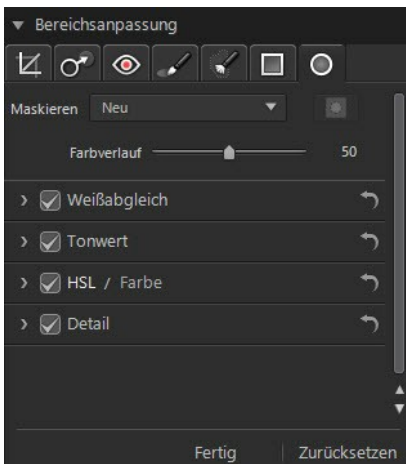 Bereichsanpassung
Maskieren Neu
Farbverlauf 50
Weißabgleich
Tonwert
HSL / Farbe
Detail
Fertig Zurücksetzen